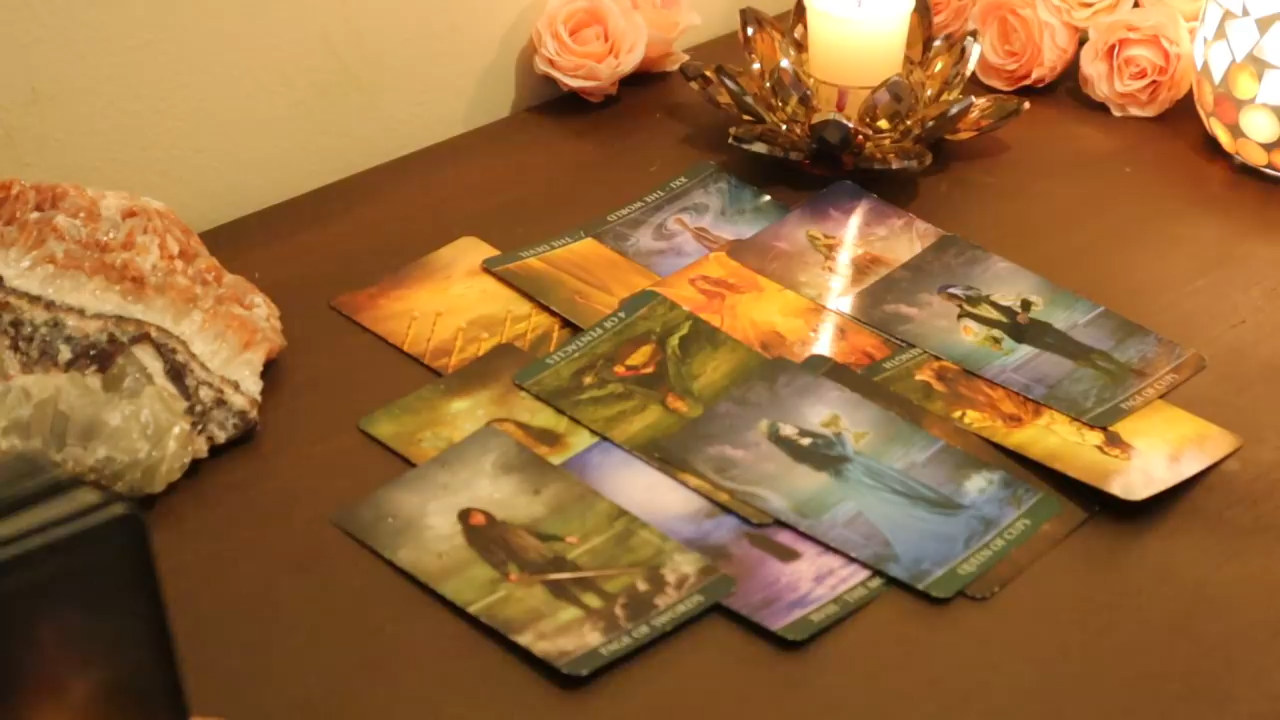 XXI - THE WORLD
THE DEVIL
4 OF PENTACLES
PAGE OF CUPS
QUEEN OF CUPS
PAGE OF SWORDS